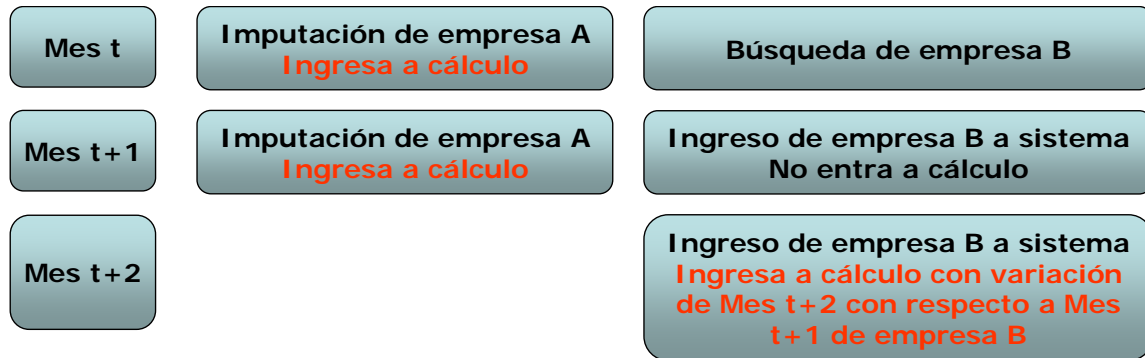 Mes t
Imputación de empresa A
Ingresa a cálculo
Búsqueda de empresa B
Mes t+1
Imputación de empresa A
Ingresa a cálculo
Ingreso de empresa B a sistema
No entra a cálculo
Mes t+2
Ingreso de empresa B a sistema
Ingresa a cálculo con variación
de Mes t+2 con respecto a Mes
t+1 de empresa B